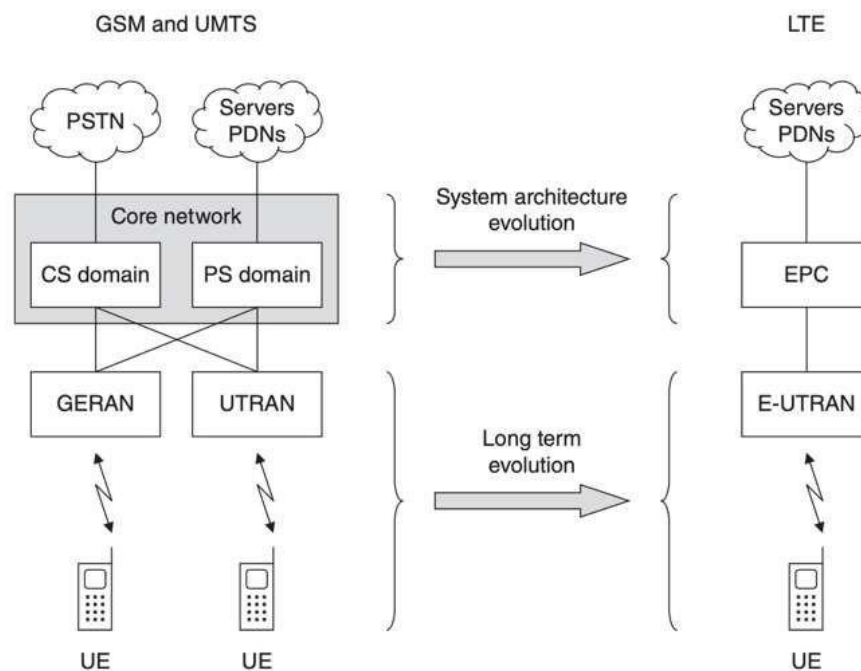 GSM and UMTS
LTE
PSTN
Servers
PDNs
Servers
PDNs
Core network
System architecture
evolution
CS domain
PS domain
EPC
GERAN
UTRAN
E-UTRAN
Long term
evolution
UE
UE
UE